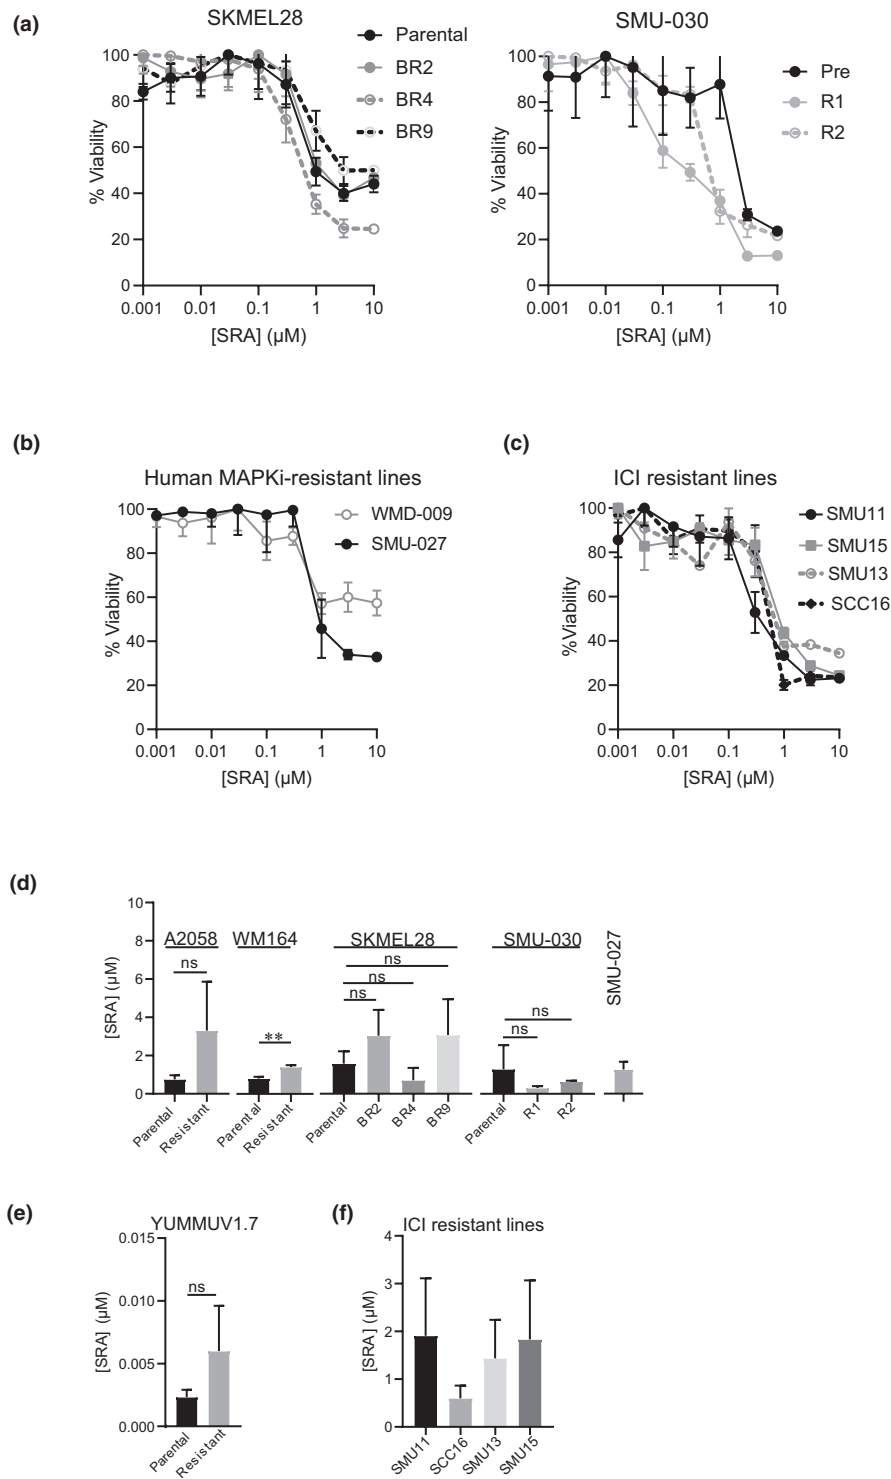 (a)
SKMEL28
100
80
60
40
20
0
% Viability
0.001 0.01 0.1 1 10
[SRA] (µM)
Parental
BR2
BR4
BR9
SMU-030
100
80
60
40
20
0
% Viability
0.001 0.01 0.1 1 10
[SRA] (µM)
Pre
R1
R2
(b)
Human MAPKi-resistant lines
100
80
60
40
20
0
% Viability
0.001 0.01 0.1 1 10
[SRA] (µM)
WMD-009
SMU-027
(c)
ICI resistant lines
100
80
60
40
20
0
%Viability
0.001 0.01 0.1 1 10
[SRA] (µM)
SMU11
SMU15
SMU13
SCC16
(d)
10
8
6
4
2
0
[SRA] (µM)
A2058
ns
Parental
Resistant
WM164
**
Parental
Resistant
SKMEL28
ns
ns
ns
Parental
BR2
BR4
BR9
SMU-030
ns
ns
Parental
R1
R2
SMU-027
(e)
YUMMUV1.7
0.015
0.010
0.005
0.000
[SRA] (µM)
ns
Parental
Resistant
(f)
ICI resistant lines
4
3
2
1
0
[SRA] (µM)
SMU11
SCC16
SMU13
SMU15